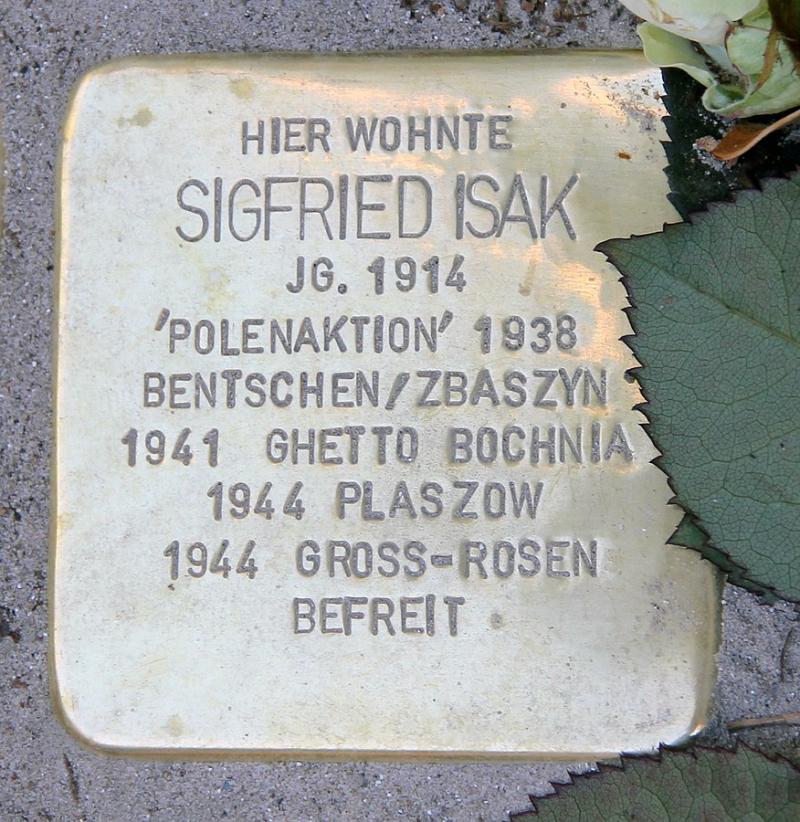 HIER WOHNTE
SIGFRIED ISAK
JG. 1914
'POLENAKTION' 1938
BENTSCHEN/ZBASZYN
1941 GHETTO BOCHNIA
1944 PLASZOW
1944 GROSS-ROSEN
BEFREIT